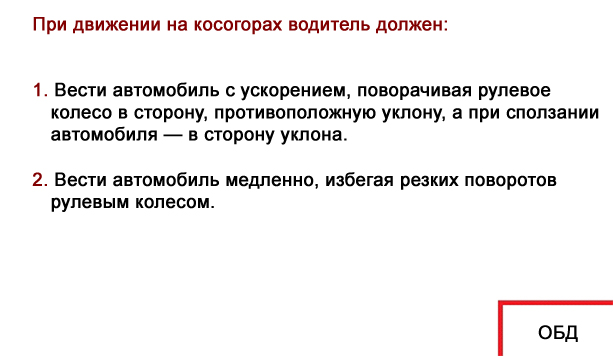 При движении на косогорах водитель должен:
1. Вести автомобиль с ускорением, поворачивая рулевое
колесо в сторону, противоположную уклону, а при сползании
автомобиля — в сторону уклона.
2. Вести автомобиль медленно, избегая резких поворотов
рулевым колесом.
ОБД